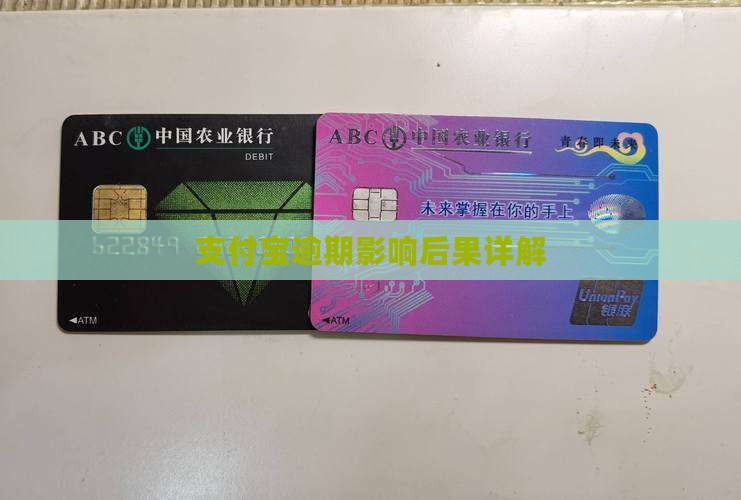 ABC 中国农业银行
DEBIT
622849
ATM
ABC 中国农业银行
青春即未来
未来掌握在你的手上
UnionPay
银联
ATM
支付宝逾期影响后果详解